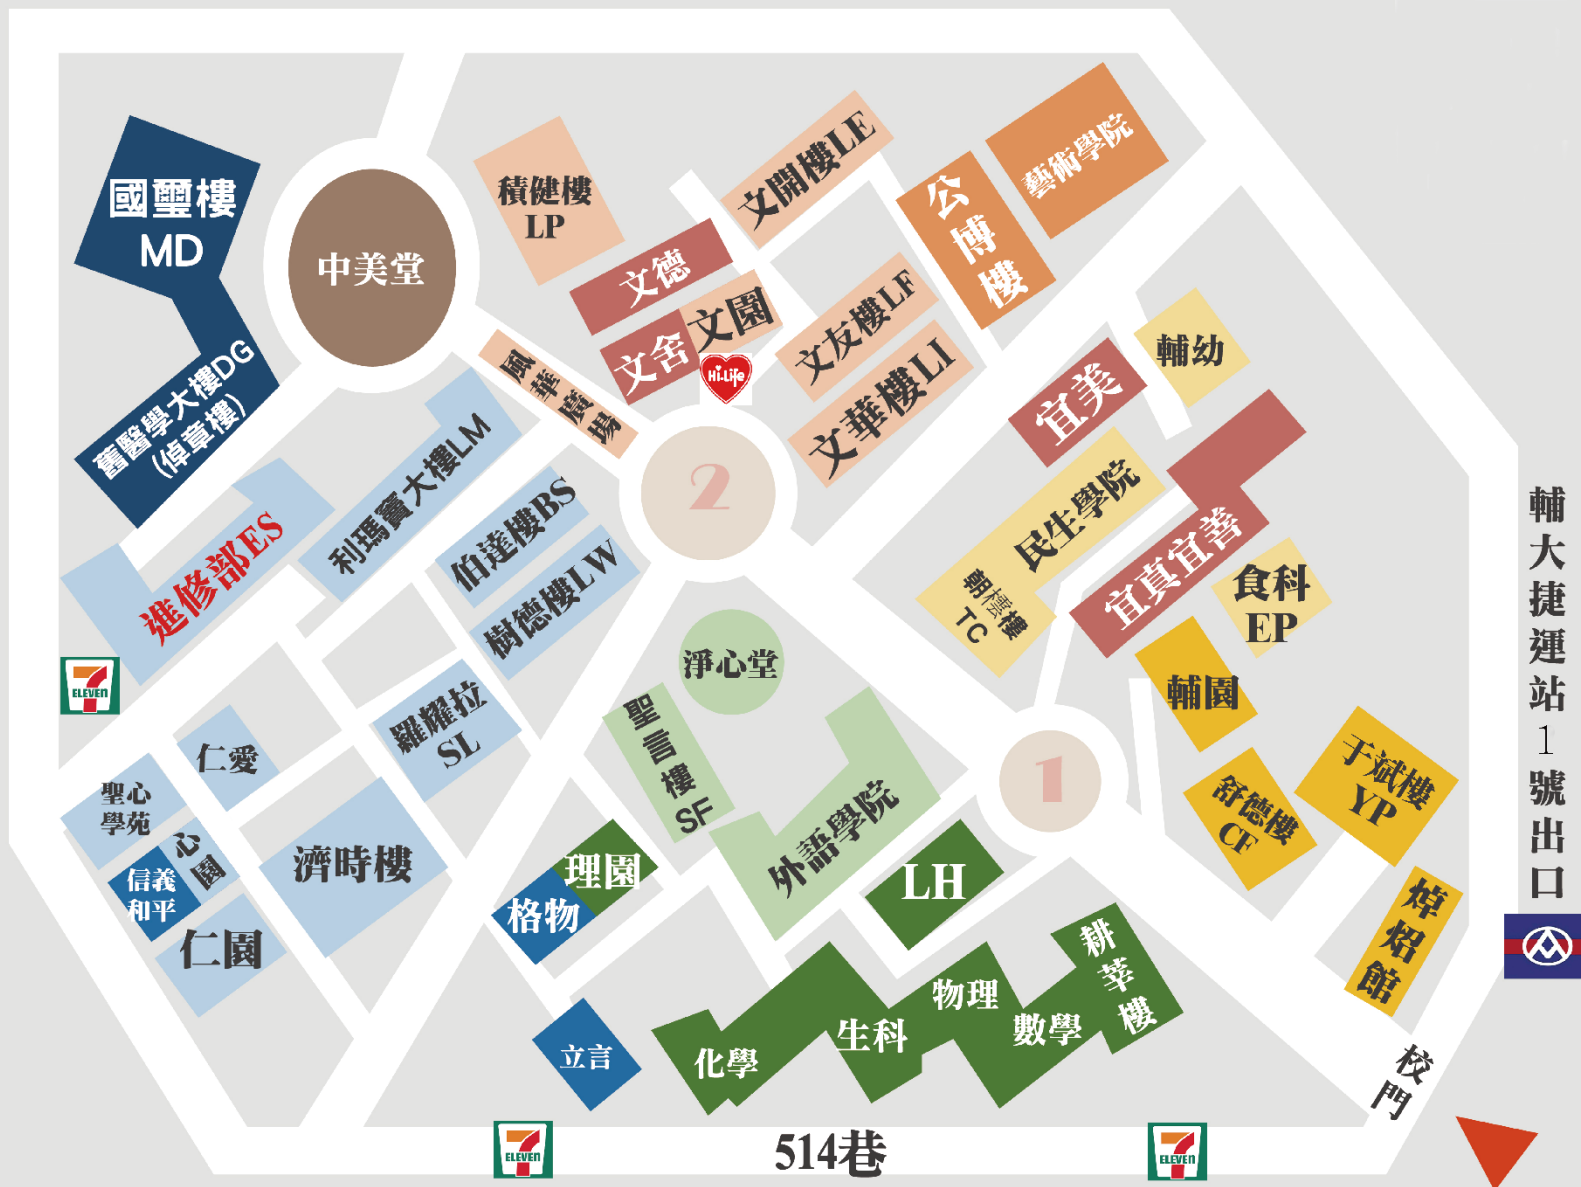 國璽樓
MD
舊醫學大樓DG
(倬章樓)
中美堂
積健樓
LP
文德
文舍
文園
Hi-Life
文開樓LE
文友樓LF
文華樓LI
公博樓
藝術學院
風華廣場
進修部ES
利瑪竇大樓LM
伯達樓BS
樹德樓LW
2
宜美
輔幼
民生學院
朝橒樓
TC
宜真宜善
食科
EP
輔園
舒德樓
CF
于斌樓
YP
焯炤館
淨心堂
聖言樓SF
外語學院
1
羅耀拉
SL
仁愛
聖心
學苑
心園
信義
和平
仁園
濟時樓
理園
格物
立言
LH
化學
生科
物理
數學
耕莘樓
7
ELEVEN
7
ELEVEN
7
ELEVEN
514巷
校門
輔大捷運站1號出口